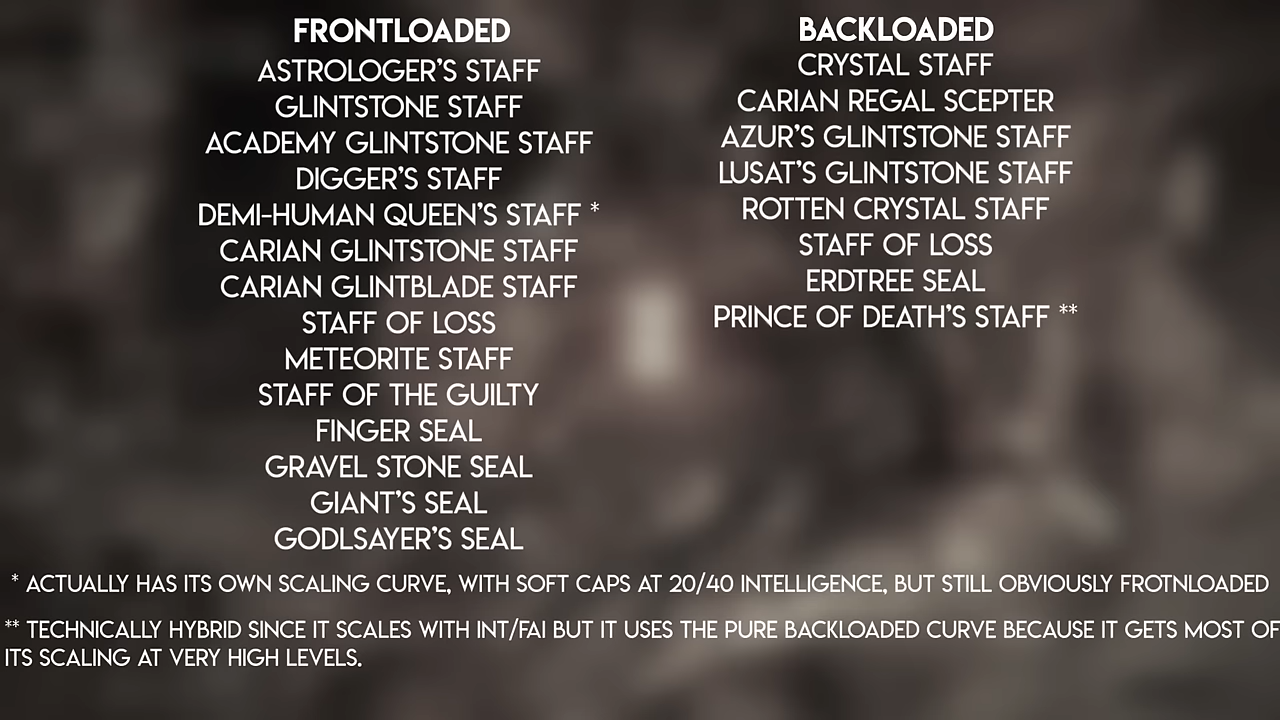 FRONTLOADED
ASTROLOGER'S STAFF
GLINTSTONE STAFF
ACADEMY GLINTSTONE STAFF
DIGGER'S STAFF
DEMI-HUMAN QUEEN'S STAFF *
CARIAN GLINTSTONE STAFF
CARIAN GLINTBLADE STAFF
STAFF OF LOSS
METEORITE STAFF
STAFF OF THE GUILTY
FINGER SEAL
GRAVEL STONE SEAL
GIANT'S SEAL
GODLSAYER'S SEAL
BACKLOADED
CRYSTAL STAFF
CARIAN REGAL SCEPTER
AZUR'S GLINTSTONE STAFF
LUSAT'S GLINTSTONE STAFF
ROTTEN CRYSTAL STAFF
STAFF OF LOSS
ERDTREE SEAL
PRINCE OF DEATH'S STAFF **
* ACTUALLY HAS ITS OWN SCALING CURVE, WITH SOFT CAPS AT 20/40 INTELLIGENCE, BUT STILL OBVIOUSLY FROTNLOADED
** TECHNICALLY HYBRID SINCE IT SCALES WITH INT/FAI BUT IT USES THE PURE BACKLOADED CURVE BECAUSE IT GETS MOST OF
ITS SCALING AT VERY HIGH LEVELS.